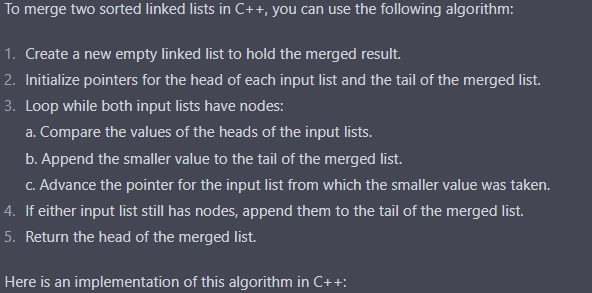 To merge two sorted linked lists in C++, you can use the following algorithm:
1. Create a new empty linked list to hold the merged result.
2. Initialize pointers for the head of each input list and the tail of the merged list.
3. Loop while both input lists have nodes:
a. Compare the values of the heads of the input lists.
b. Append the smaller value to the tail of the merged list.
c. Advance the pointer for the input list from which the smaller value was taken.
4. If either input list still has nodes, append them to the tail of the merged list.
5. Return the head of the merged list.
Here is an implementation of this algorithm in C++: